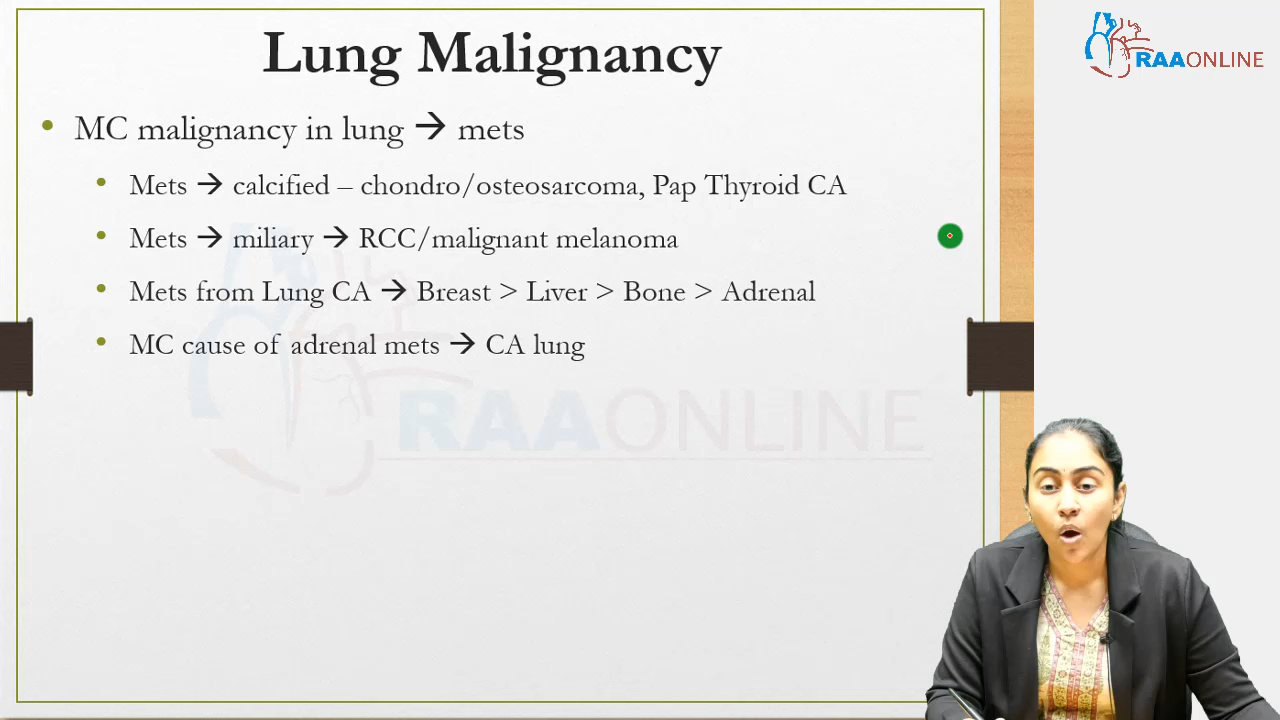 Lung Malignancy
RAAONLINE
• MC malignancy in lung → mets
• Mets → calcified – chondro/osteosarcoma, Pap Thyroid CA
• Mets → miliary → RCC/malignant melanoma
• Mets from Lung CA → Breast > Liver > Bone > Adrenal
• MC cause of adrenal mets → CA lung
RAAONLINE